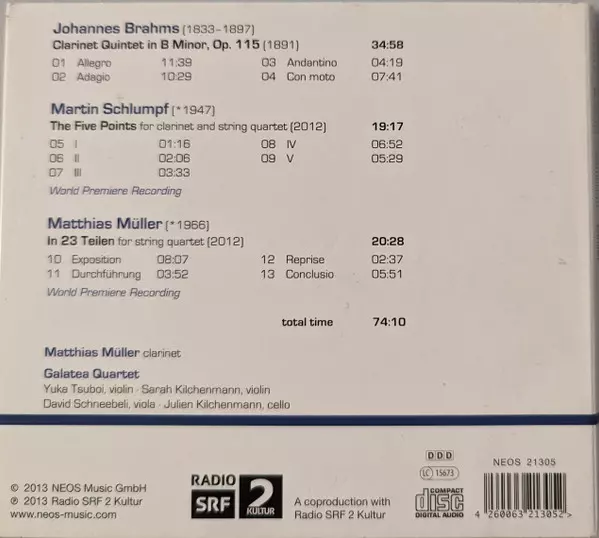 Johannes Brahms (1833–1897)
Clarinet Quintet in B Minor, Op. 115 (1891) 34:58
01 Allegro 11:39 03 Andantino 04:19
02 Adagio 10:29 04 Con moto 07:41
Martin Schlumpf (*1947)
The Five Points for clarinet and string quartet (2012) 19:17
05 I 01:16 08 IV 06:52
06 II 02:06 09 V 05:29
07 III 03:33
World Premiere Recording
Matthias Müller (*1966)
In 23 Teilen for string quartet (2012) 20:28
10 Exposition 08:07 12 Reprise 02:37
11 Durchführung 03:52 13 Conclusio 05:51
World Premiere Recording
total time 74:10
Matthias Müller clarinet
Galatea Quartet
Yuka Tsuboi, violin · Sarah Kilchenmann, violin
David Schneebeli, viola · Julien Kilchenmann, cello
© 2013 NEOS Music GmbH
℗ 2013 Radio SRF 2 Kultur
www.neos-music.com
RADIO
SRF 2
KULTUR
A coproduction with
Radio SRF 2 Kultur
DDD
LC 15673
COMPACT
disc
DIGITAL AUDIO
NEOS 21305
4 260063 213052